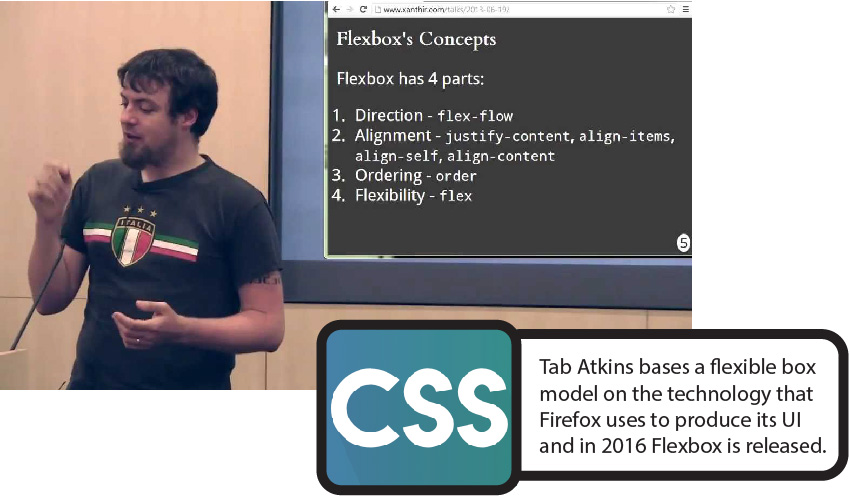 www.xanthir.com/talks/2013-06-19/
Flexbox's Concepts
Flexbox has 4 parts:
1. Direction - flex-flow
2. Alignment - justify-content, align-items,
align-self, align-content
3. Ordering - order
4. Flexibility - flex
5
ITALIA
CSS
Tab Atkins bases a flexible box
model on the technology that
Firefox uses to produce its UI
and in 2016 Flexbox is released.